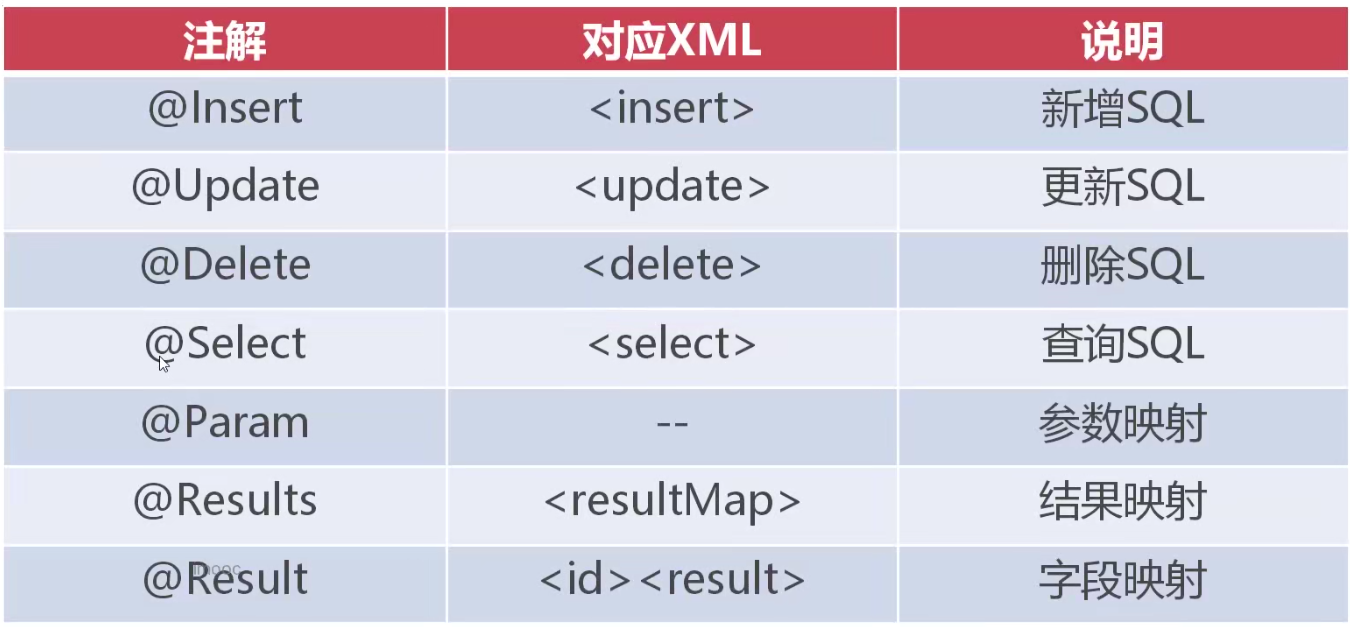 注解 对应XML 说明
@Insert <insert> 新增SQL
@Update <update> 更新SQL
@Delete <delete> 删除SQL
@Select <select> 查询SQL
@Param -- 参数映射
@Results <resultMap> 结果映射
@Result <id><result> 字段映射
imooc